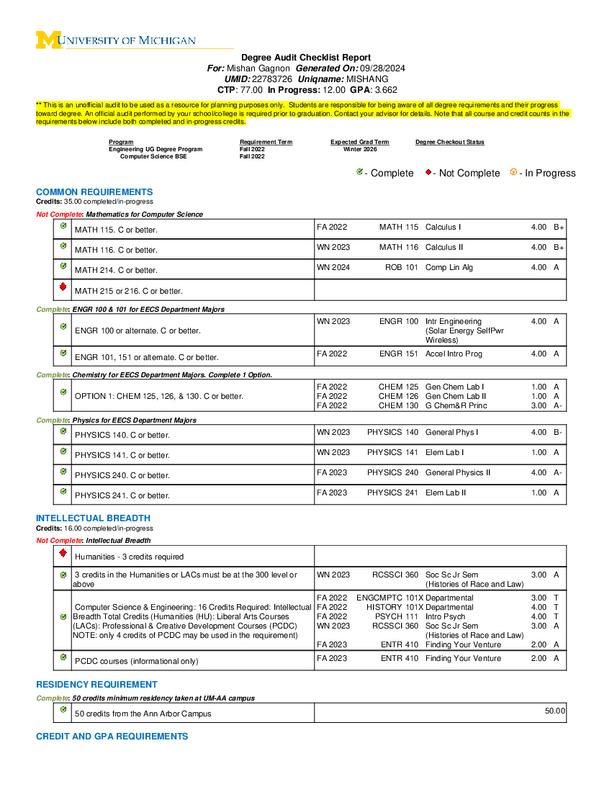 M UNIVERSITY OF MICHIGAN
Degree Audit Checklist Report
For: Mishan Gagnon Generated On: 09/28/2024
UMID: 22783726 Uniqname: MISHANG
CTP: 77.00 In Progress: 12.00 GPA: 3.662
** This is an unofficial audit to be used as a resource for planning purposes only. Students are responsible for being aware of all degree requirements and their progress
toward degree. An official audit performed by your school/college is required prior to graduation. Contact your advisor for details. Note that all course and credit counts in the
requirements below include both completed and in-progress credits.
Program Requirement Term Expected Grad Term Degree Checkout Status
Engineering UG Degree Program Fall 2022 Winter 2026
Computer Science BSE Fall 2022
- Complete - Not Complete - In Progress
COMMON REQUIREMENTS
Credits: 35.00 completed/in-progress
Not Complete: Mathematics for Computer Science
MATH 115. C or better. FA 2022 MATH 115 Calculus I 4.00 B+
MATH 116. C or better. WN 2023 MATH 116 Calculus II 4.00 B+
MATH 214. C or better. WN 2024 ROB 101 Comp Lin Alg 4.00 A
MATH 215 or 216. C or better.
Complete: ENGR 100 & 101 for EECS Department Majors
ENGR 100 or alternate. C or better. WN 2023 ENGR 100 Intr Engineering 4.00 A
(Solar Energy SelfPwr
Wireless)
ENGR 101, 151 or alternate. C or better. FA 2022 ENGR 151 Accel Intro Prog 4.00 A
Complete: Chemistry for EECS Department Majors. Complete 1 Option.
OPTION 1: CHEM 125, 126, & 130. C or better. FA 2022 CHEM 125 Gen Chem Lab I 1.00 A
FA 2022 CHEM 126 Gen Chem Lab II 1.00 A
FA 2022 CHEM 130 G Chem&R Princ 3.00 A-
Complete: Physics for EECS Department Majors
PHYSICS 140. C or better. WN 2023 PHYSICS 140 General Phys I 4.00 B-
PHYSICS 141. C or better. WN 2023 PHYSICS 141 Elem Lab I 1.00 A
PHYSICS 240. C or better. FA 2023 PHYSICS 240 General Physics II 4.00 A-
PHYSICS 241. C or better. FA 2023 PHYSICS 241 Elem Lab II 1.00 A
INTELLECTUAL BREADTH
Credits: 16.00 completed/in-progress
Not Complete: Intellectual Breadth
Humanities - 3 credits required
3 credits in the Humanities or LACs must be at the 300 level or WN 2023 RCSSCI 360 Soc Sc Jr Sem 3.00 A
above (Histories of Race and Law)
FA 2022 ENGCMPTC 101X Departmental 3.00 T
Computer Science & Engineering: 16 Credits Required: Intellectual FA 2022 HISTORY 101X Departmental 4.00 T
Breadth Total Credits (Humanities (HU): Liberal Arts Courses FA 2022 PSYCH 111 Intro Psych 4.00 T
(LACs): Professional & Creative Development Courses (PCDC) WN 2023 RCSSCI 360 Soc Sc Jr Sem 3.00 A
NOTE: only 4 credits of PCDC may be used in the requirement) (Histories of Race and Law)
FA 2023 ENTR 410 Finding Your Venture 2.00 A
PCDC courses (informational only) FA 2023 ENTR 410 Finding Your Venture 2.00 A
RESIDENCY REQUIREMENT
Complete: 50 credits minimum residency taken at UM-AA campus
50 credits from the Ann Arbor Campus 50.00
CREDIT AND GPA REQUIREMENTS